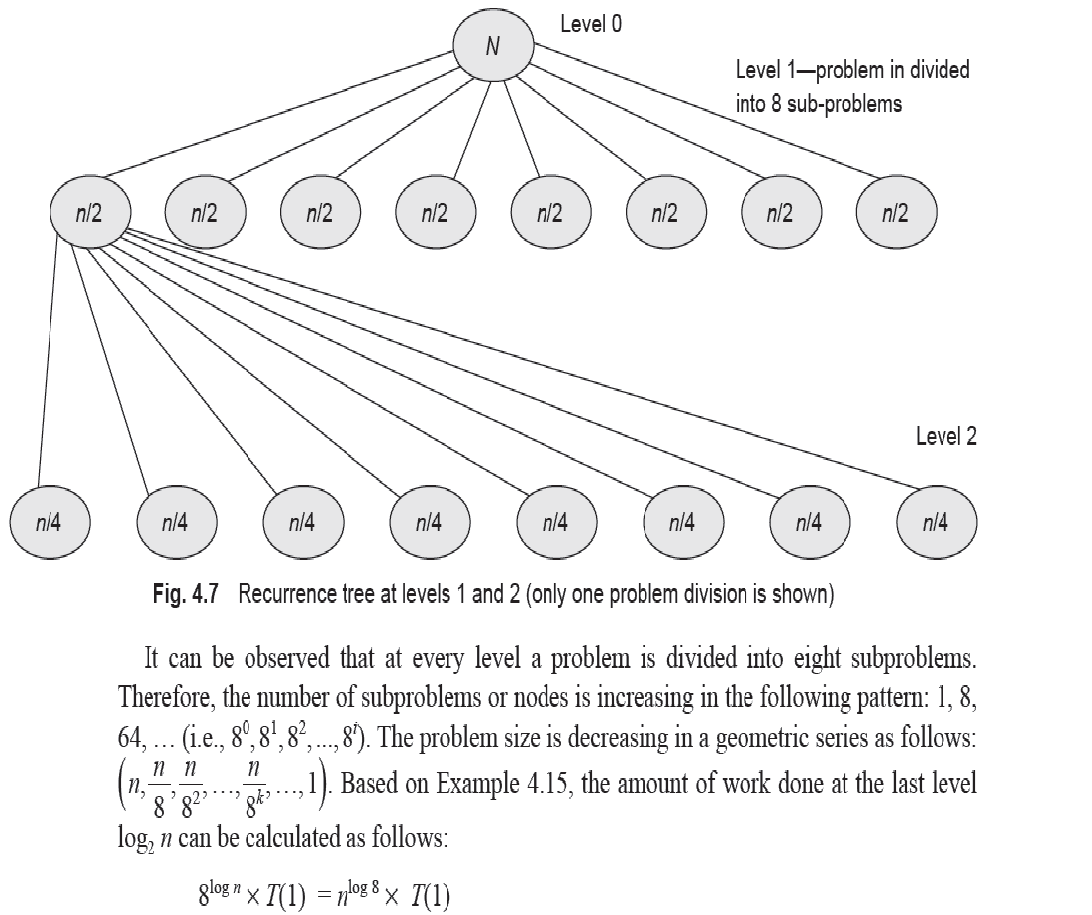 N
Level 0
Level 1—problem in divided
into 8 sub-problems
n/2 n/2 n/2 n/2 n/2 n/2 n/2 n/2
Level 2
n/4 n/4 n/4 n/4 n/4 n/4 n/4 n/4
Fig. 4.7 Recurrence tree at levels 1 and 2 (only one problem division is shown)
It can be observed that at every level a problem is divided into eight subproblems.
Therefore, the number of subproblems or nodes is increasing in the following pattern: 1, 8,
64, … (i.e., 8^0, 8^1, 8^2, ..., 8^i). The problem size is decreasing in a geometric series as follows:
(n, n/8, n/8^2, …, n/8^k, …, 1). Based on Example 4.15, the amount of work done at the last level
log_2 n can be calculated as follows:
8^{log n} × T(1) = n^{log 8} × T(1)